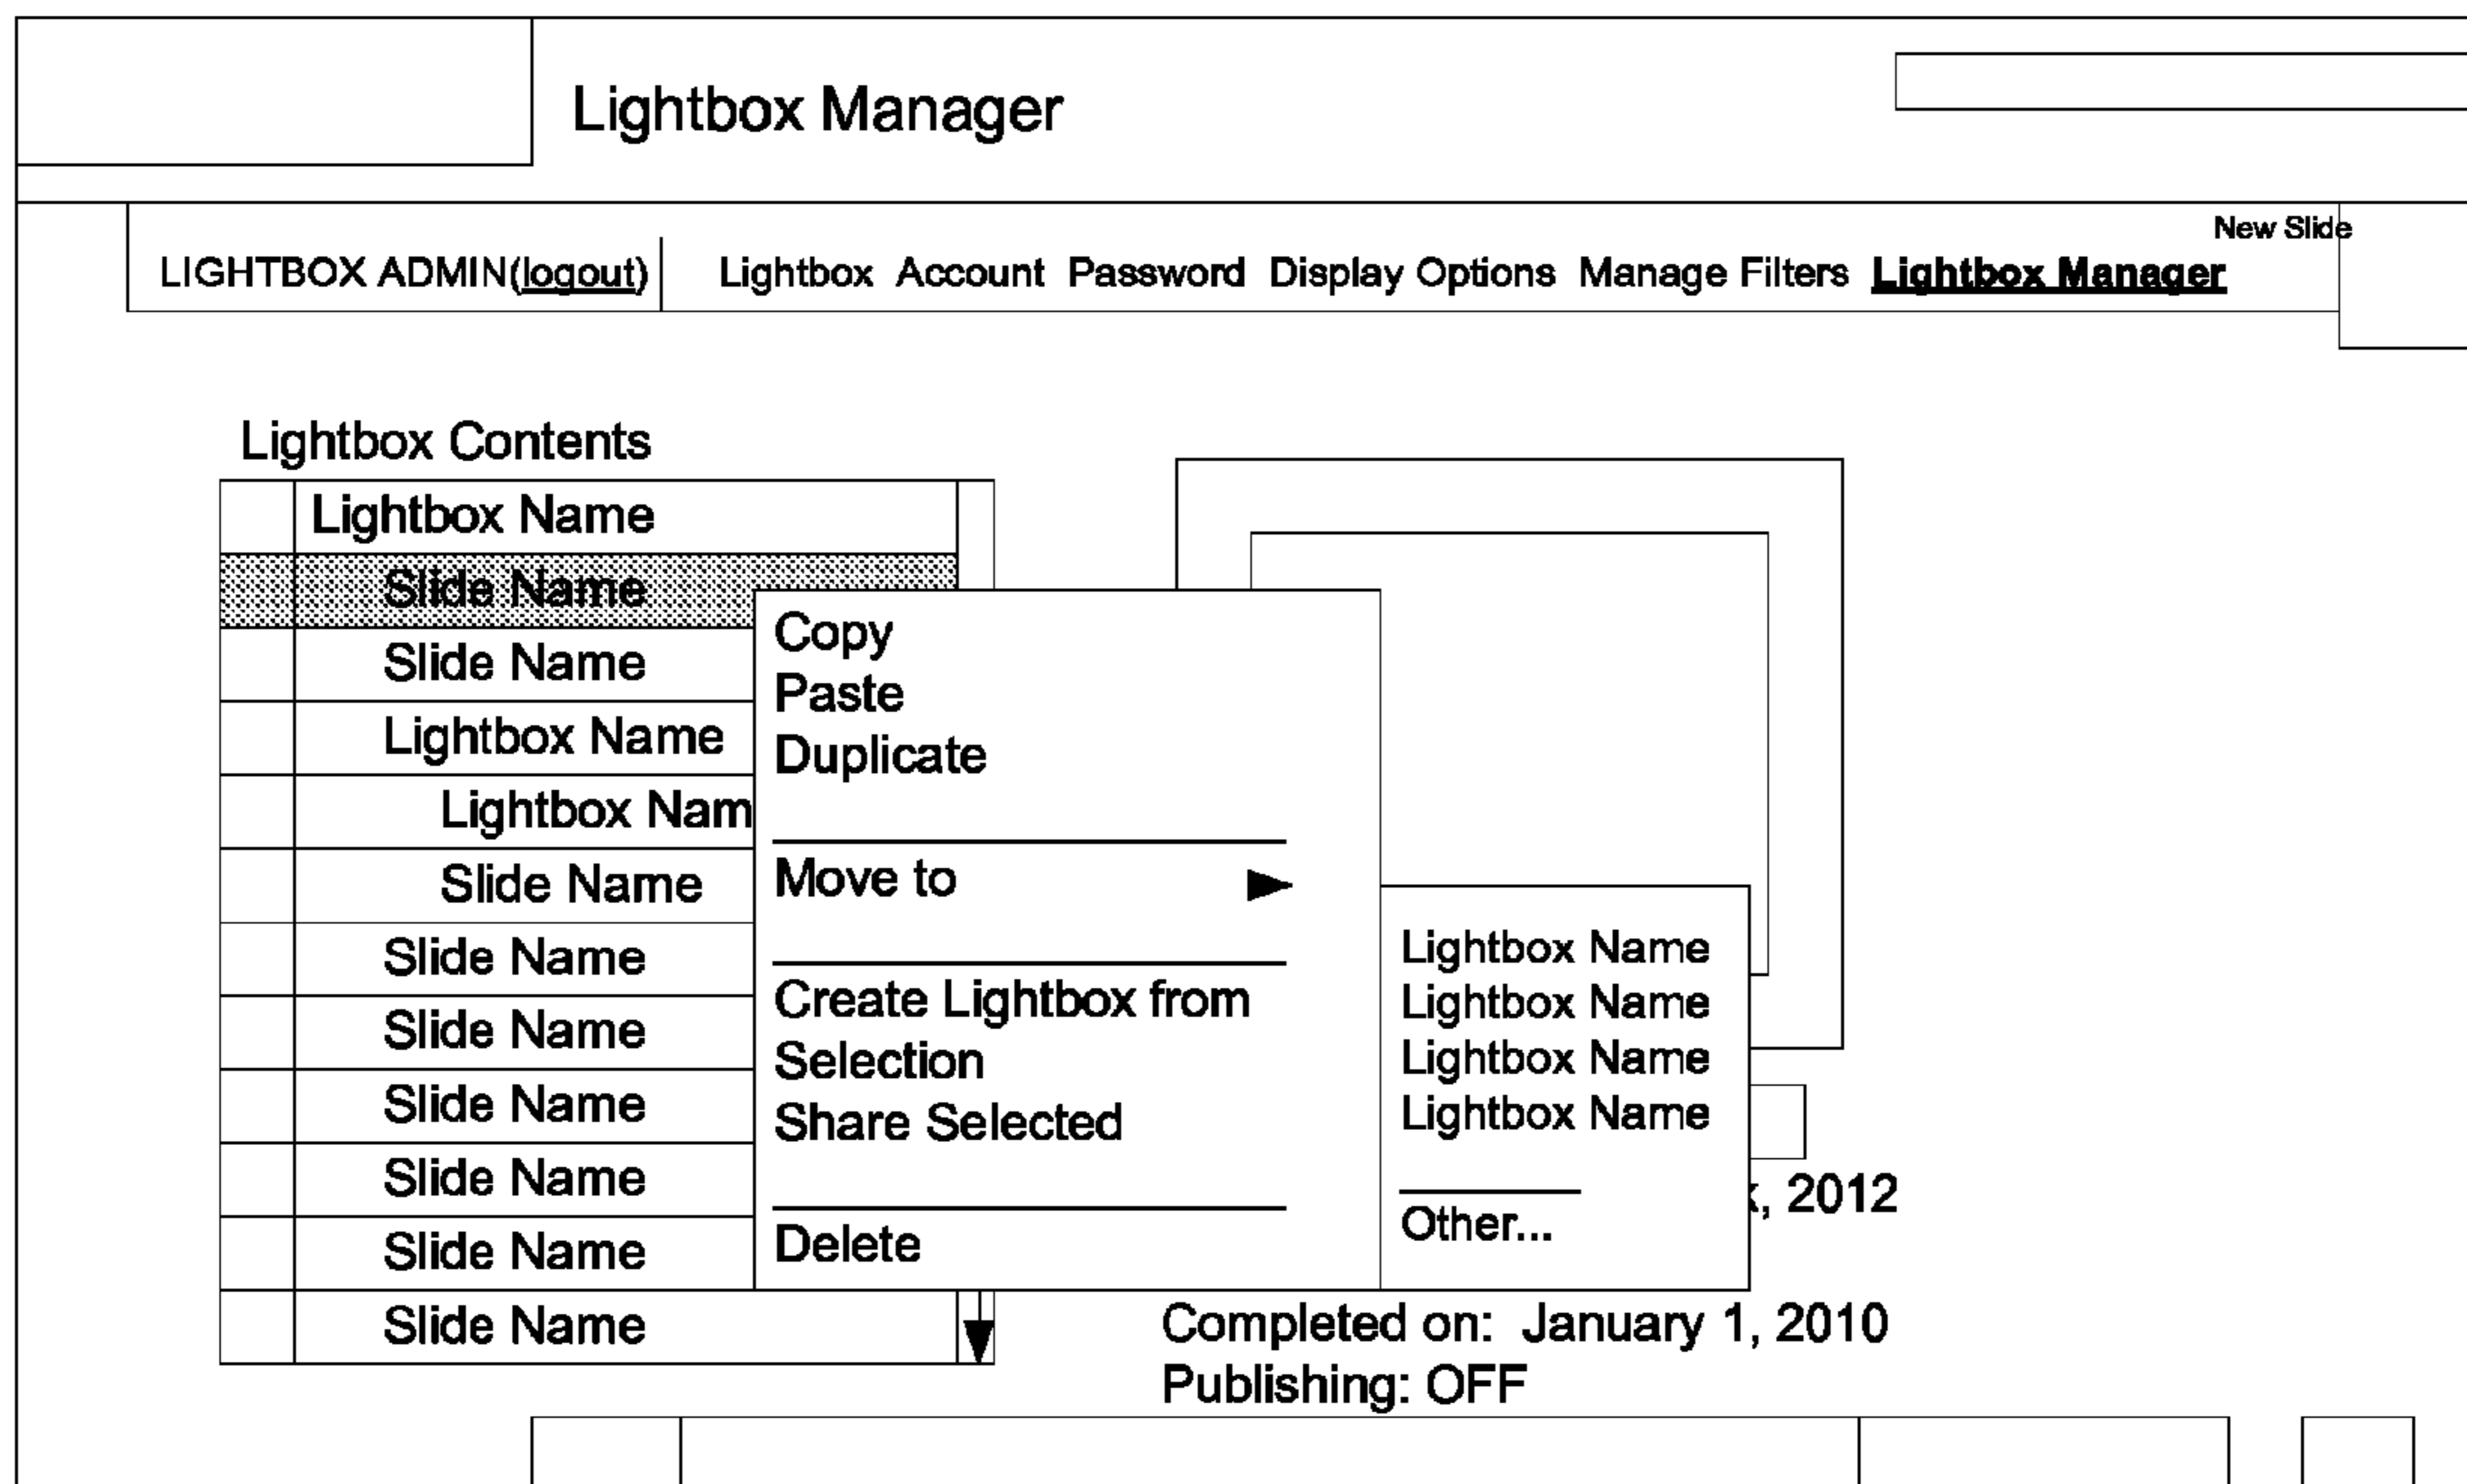 Lightbox Manager
New Slide
LIGHTBOX ADMIN(logout) Lightbox Account Password Display Options Manage Filters Lightbox Manager
Lightbox Contents
Lightbox Name
Slide Name
Slide Name
Lightbox Name
Lightbox Nam
Slide Name
Slide Name
Slide Name
Slide Name
Slide Name
Slide Name
Slide Name
Copy
Paste
Duplicate
Move to
Create Lightbox from
Selection
Share Selected
Delete
Lightbox Name
Lightbox Name
Lightbox Name
Lightbox Name
Other...
, 2012
Completed on: January 1, 2010
Publishing: OFF